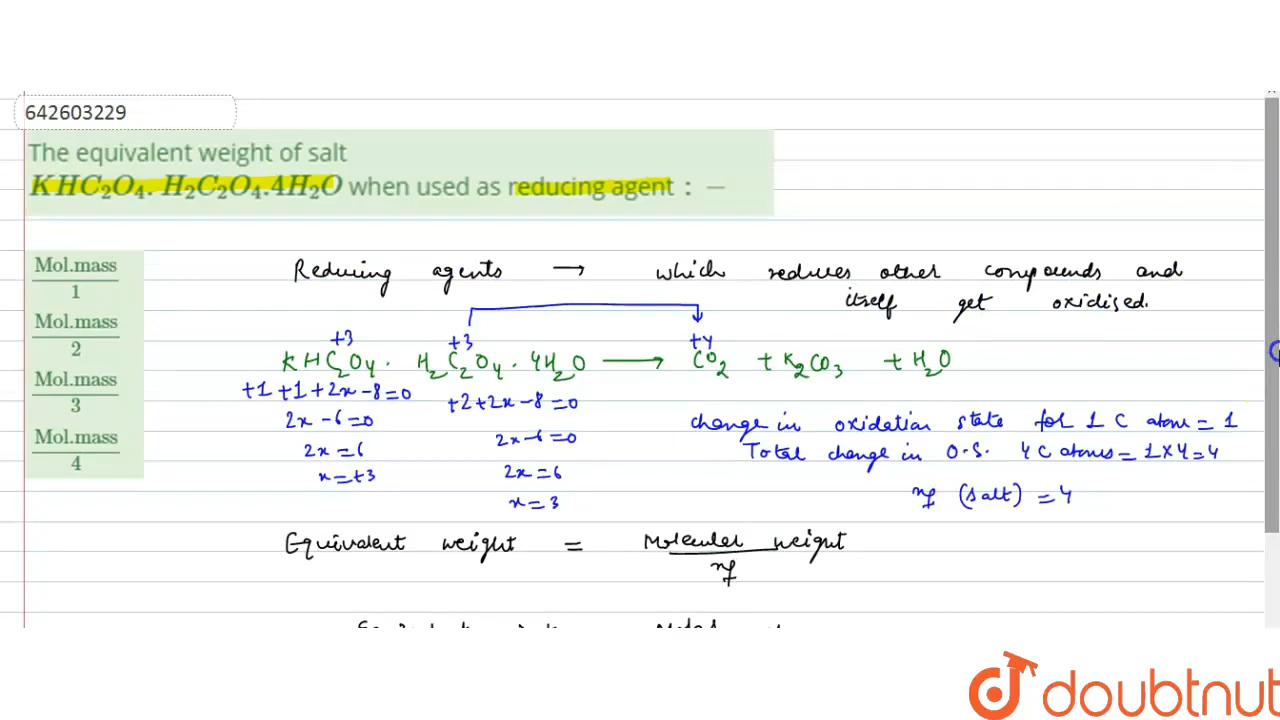 642603229
The equivalent weight of salt
KHC₂O₄. H₂C₂O₄.4H₂O when used as reducing agent : —
Mol.mass
1
Mol.mass
2
Mol.mass
3
Mol.mass
4
Reducing agents → which reduces other compounds and
itself get oxidised.
+3 +3 +4
KHC₂O₄ . H₂C₂O₄ . 4H₂O → CO₂ + K₂CO₃ + H₂O
+1 +1 +2x -8=0 +2+2x-8=0
2x-6=0 2x-6=0
2x=6 2x=6
x=+3 x=3
change in oxidation state for 1 C atom = 1
Total change in O.S. 4 C atoms = 1x4=4
nf (salt) = 4
Equivalent weight = Molecular weight
nf
doubtnut